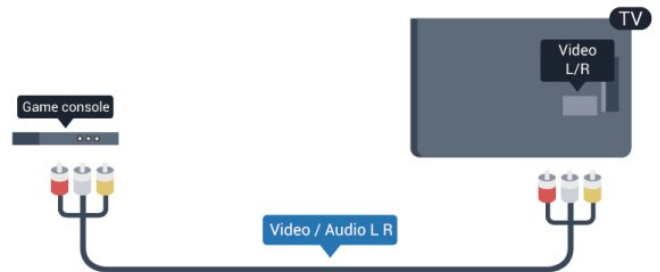 TV
Video
L/R
Game console
Video / Audio L R